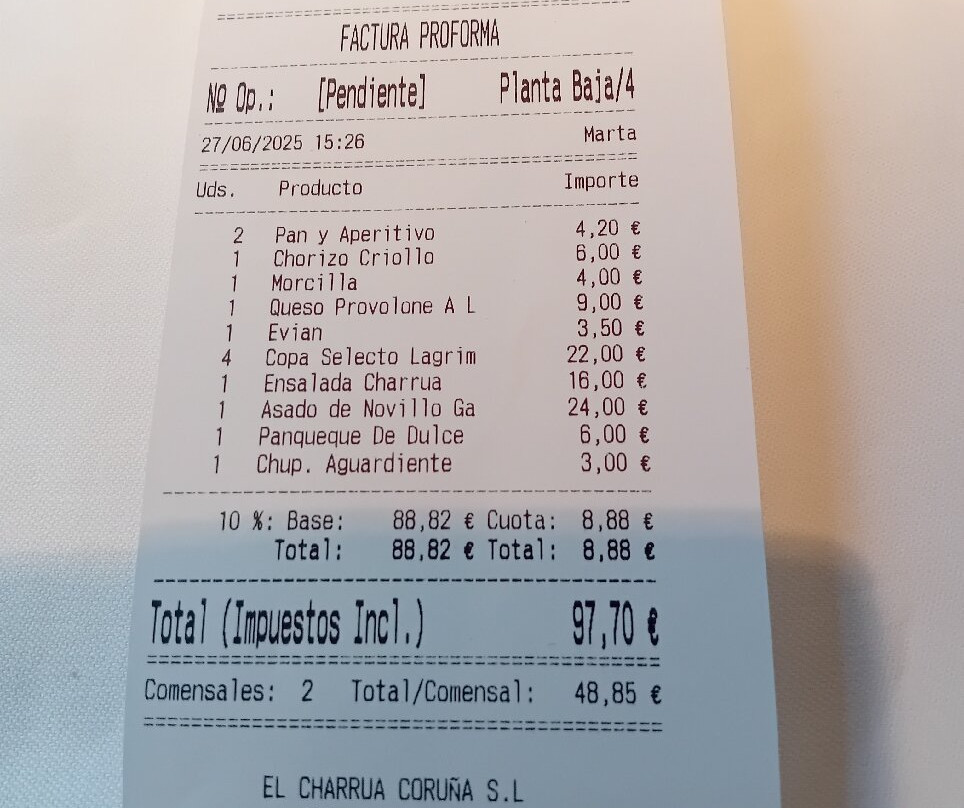 FACTURA PROFORMA
Nº Op.: [Pendiente] Planta Baja/4
27/06/2025 15:26 Marta
Uds. Producto Importe
2 Pan y Aperitivo 4,20 €
1 Chorizo Criollo 6,00 €
1 Morcilla 4,00 €
1 Queso Provolone A L 9,00 €
1 Evian 3,50 €
4 Copa Selecto Lagrim 22,00 €
1 Ensalada Charrua 16,00 €
1 Asado de Novillo Ga 24,00 €
1 Panqueque De Dulce 6,00 €
1 Chup. Aguardiente 3,00 €
10 %: Base: 88,82 € Cuota: 8,88 €
Total: 88,82 € Total: 8,88 €
Total (Impuestos Incl.) 97,70 €
Comensales: 2 Total/Comensal: 48,85 €
EL CHARRUA CORUÑA S.L